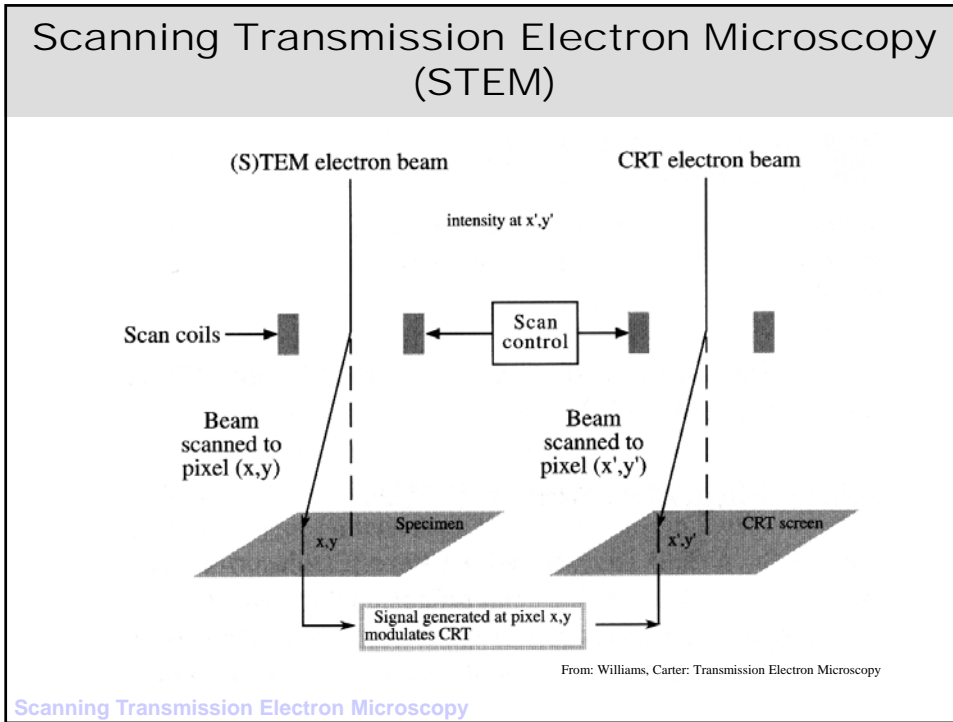 Scanning Transmission Electron Microscopy
(STEM)
(S)TEM electron beam
CRT electron beam
intensity at x',y'
Scan coils
Scan
control
Beam
scanned to
pixel (x,y)
Beam
scanned to
pixel (x',y')
Specimen
x,y
CRT screen
x',y'
Signal generated at pixel x,y
modulates CRT
From: Williams, Carter: Transmission Electron Microscopy
Scanning Transmission Electron Microscopy